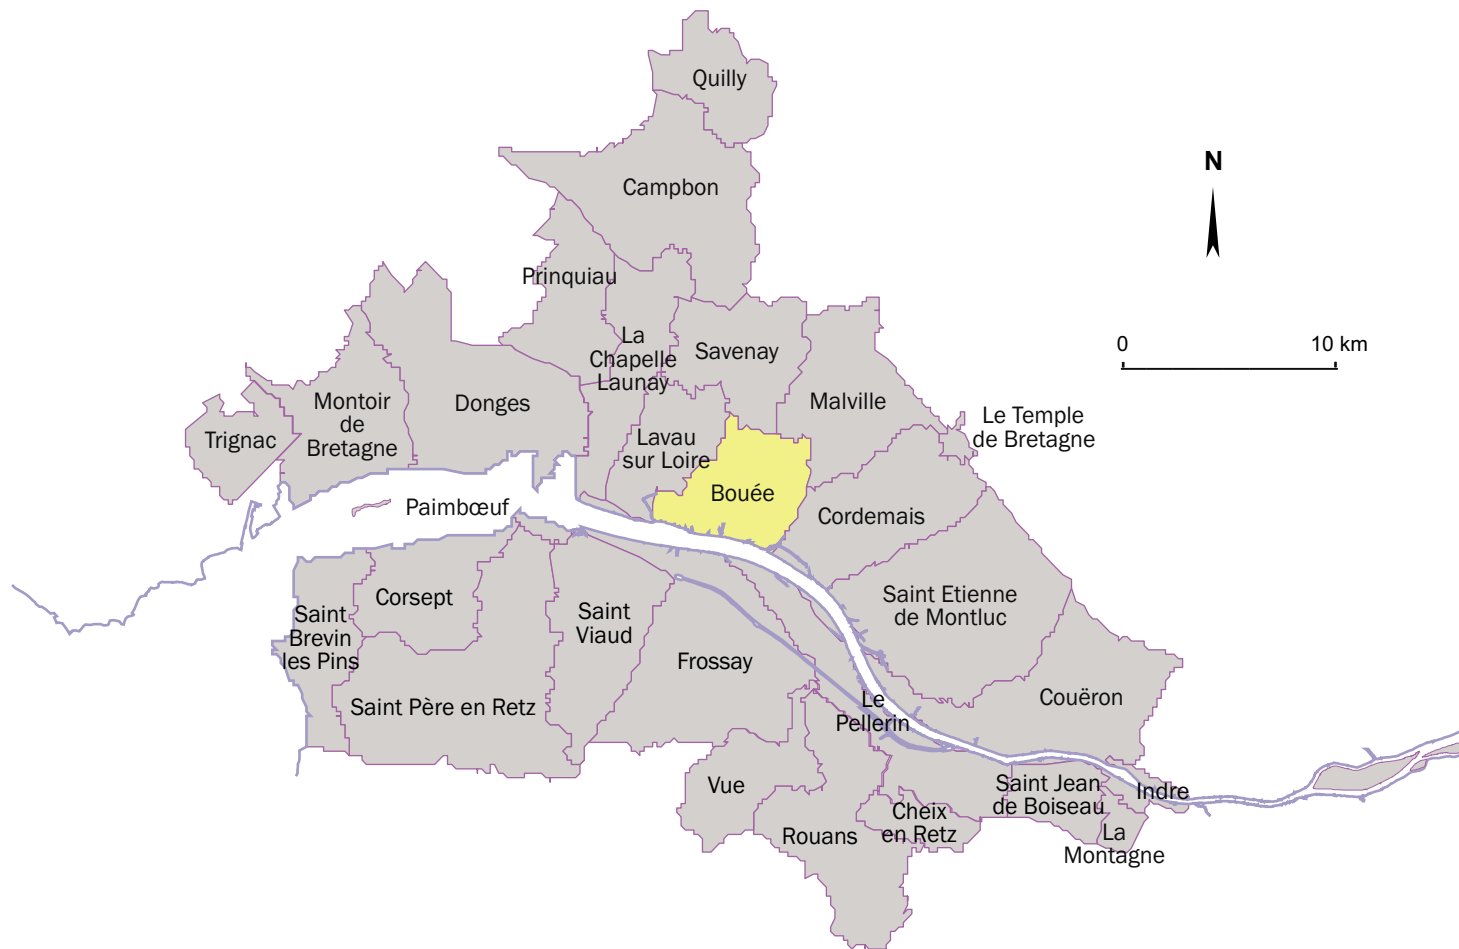 Quilly
N
Campbon
Prinquiau
0
10 km
La
Chapelle
Launay
Savenay
Montoir
de
Bretagne
Donges
Malville
Le Temple
de Bretagne
Trignac
Lavau
sur Loire
Bouée
Paimbœuf
Cordemais
Corsept
Saint
Brevin
les Pins
Saint
Viaud
Saint Etienne
de Montluc
Frossay
Saint Père en Retz
Le
Pellerin
Couëron
Vue
Saint Jean
de Boiseau
Indre
Rouans
Cheix
en Retz
La
Montagne